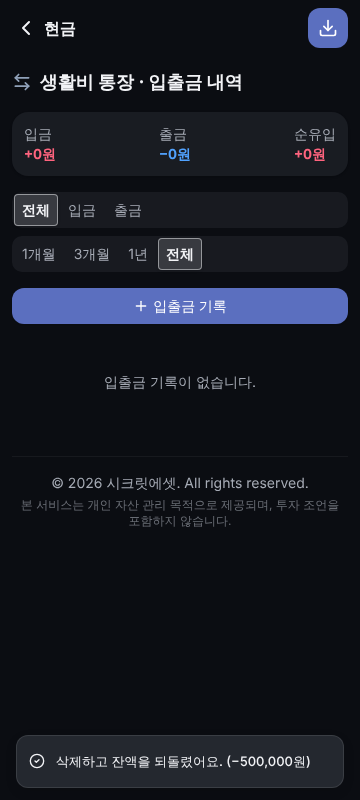 현금
생활비 통장 · 입출금 내역
입금 출금 순유입
+0원 −0원 +0원
전체 입금 출금
1개월 3개월 1년 전체
+ 입출금 기록
입출금 기록이 없습니다.
© 2026 시크릿에셋. All rights reserved.
본 서비스는 개인 자산 관리 목적으로 제공되며, 투자 조언을
포함하지 않습니다.
삭제하고 잔액을 되돌렸어요. (−500,000원)